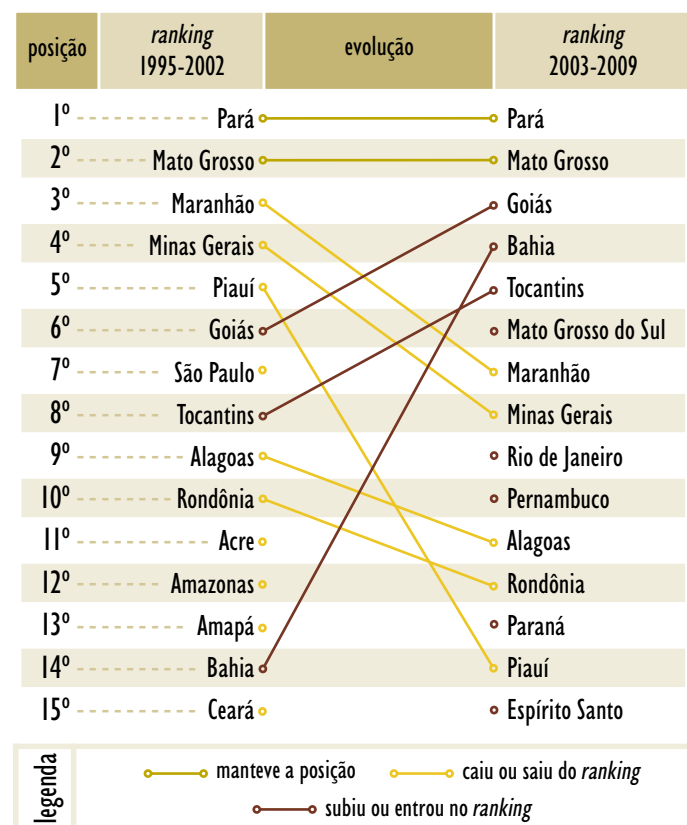 posição ranking 1995-2002 evolução ranking 2003-2009
1º Pará Pará
2º Mato Grosso Mato Grosso
3º Maranhão Goiás
4º Minas Gerais Bahia
5º Piauí Tocantins
6º Goiás Mato Grosso do Sul
7º São Paulo Maranhão
8º Tocantins Minas Gerais
9º Alagoas Rio de Janeiro
10º Rondônia Pernambuco
11º Acre Alagoas
12º Amazonas Rondônia
13º Amapá Paraná
14º Bahia Piauí
15º Ceará Espírito Santo
legenda
manteve a posição caiu ou saiu do ranking
subiu ou entrou no ranking